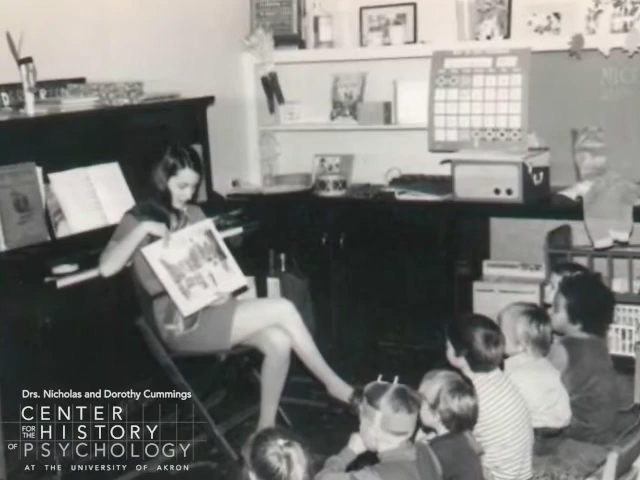 Drs. Nicholas and Dorothy Cummings
CENTER
FOR THE HISTORY
OF PSYCHOLOGY
AT THE UNIVERSITY OF AKRON